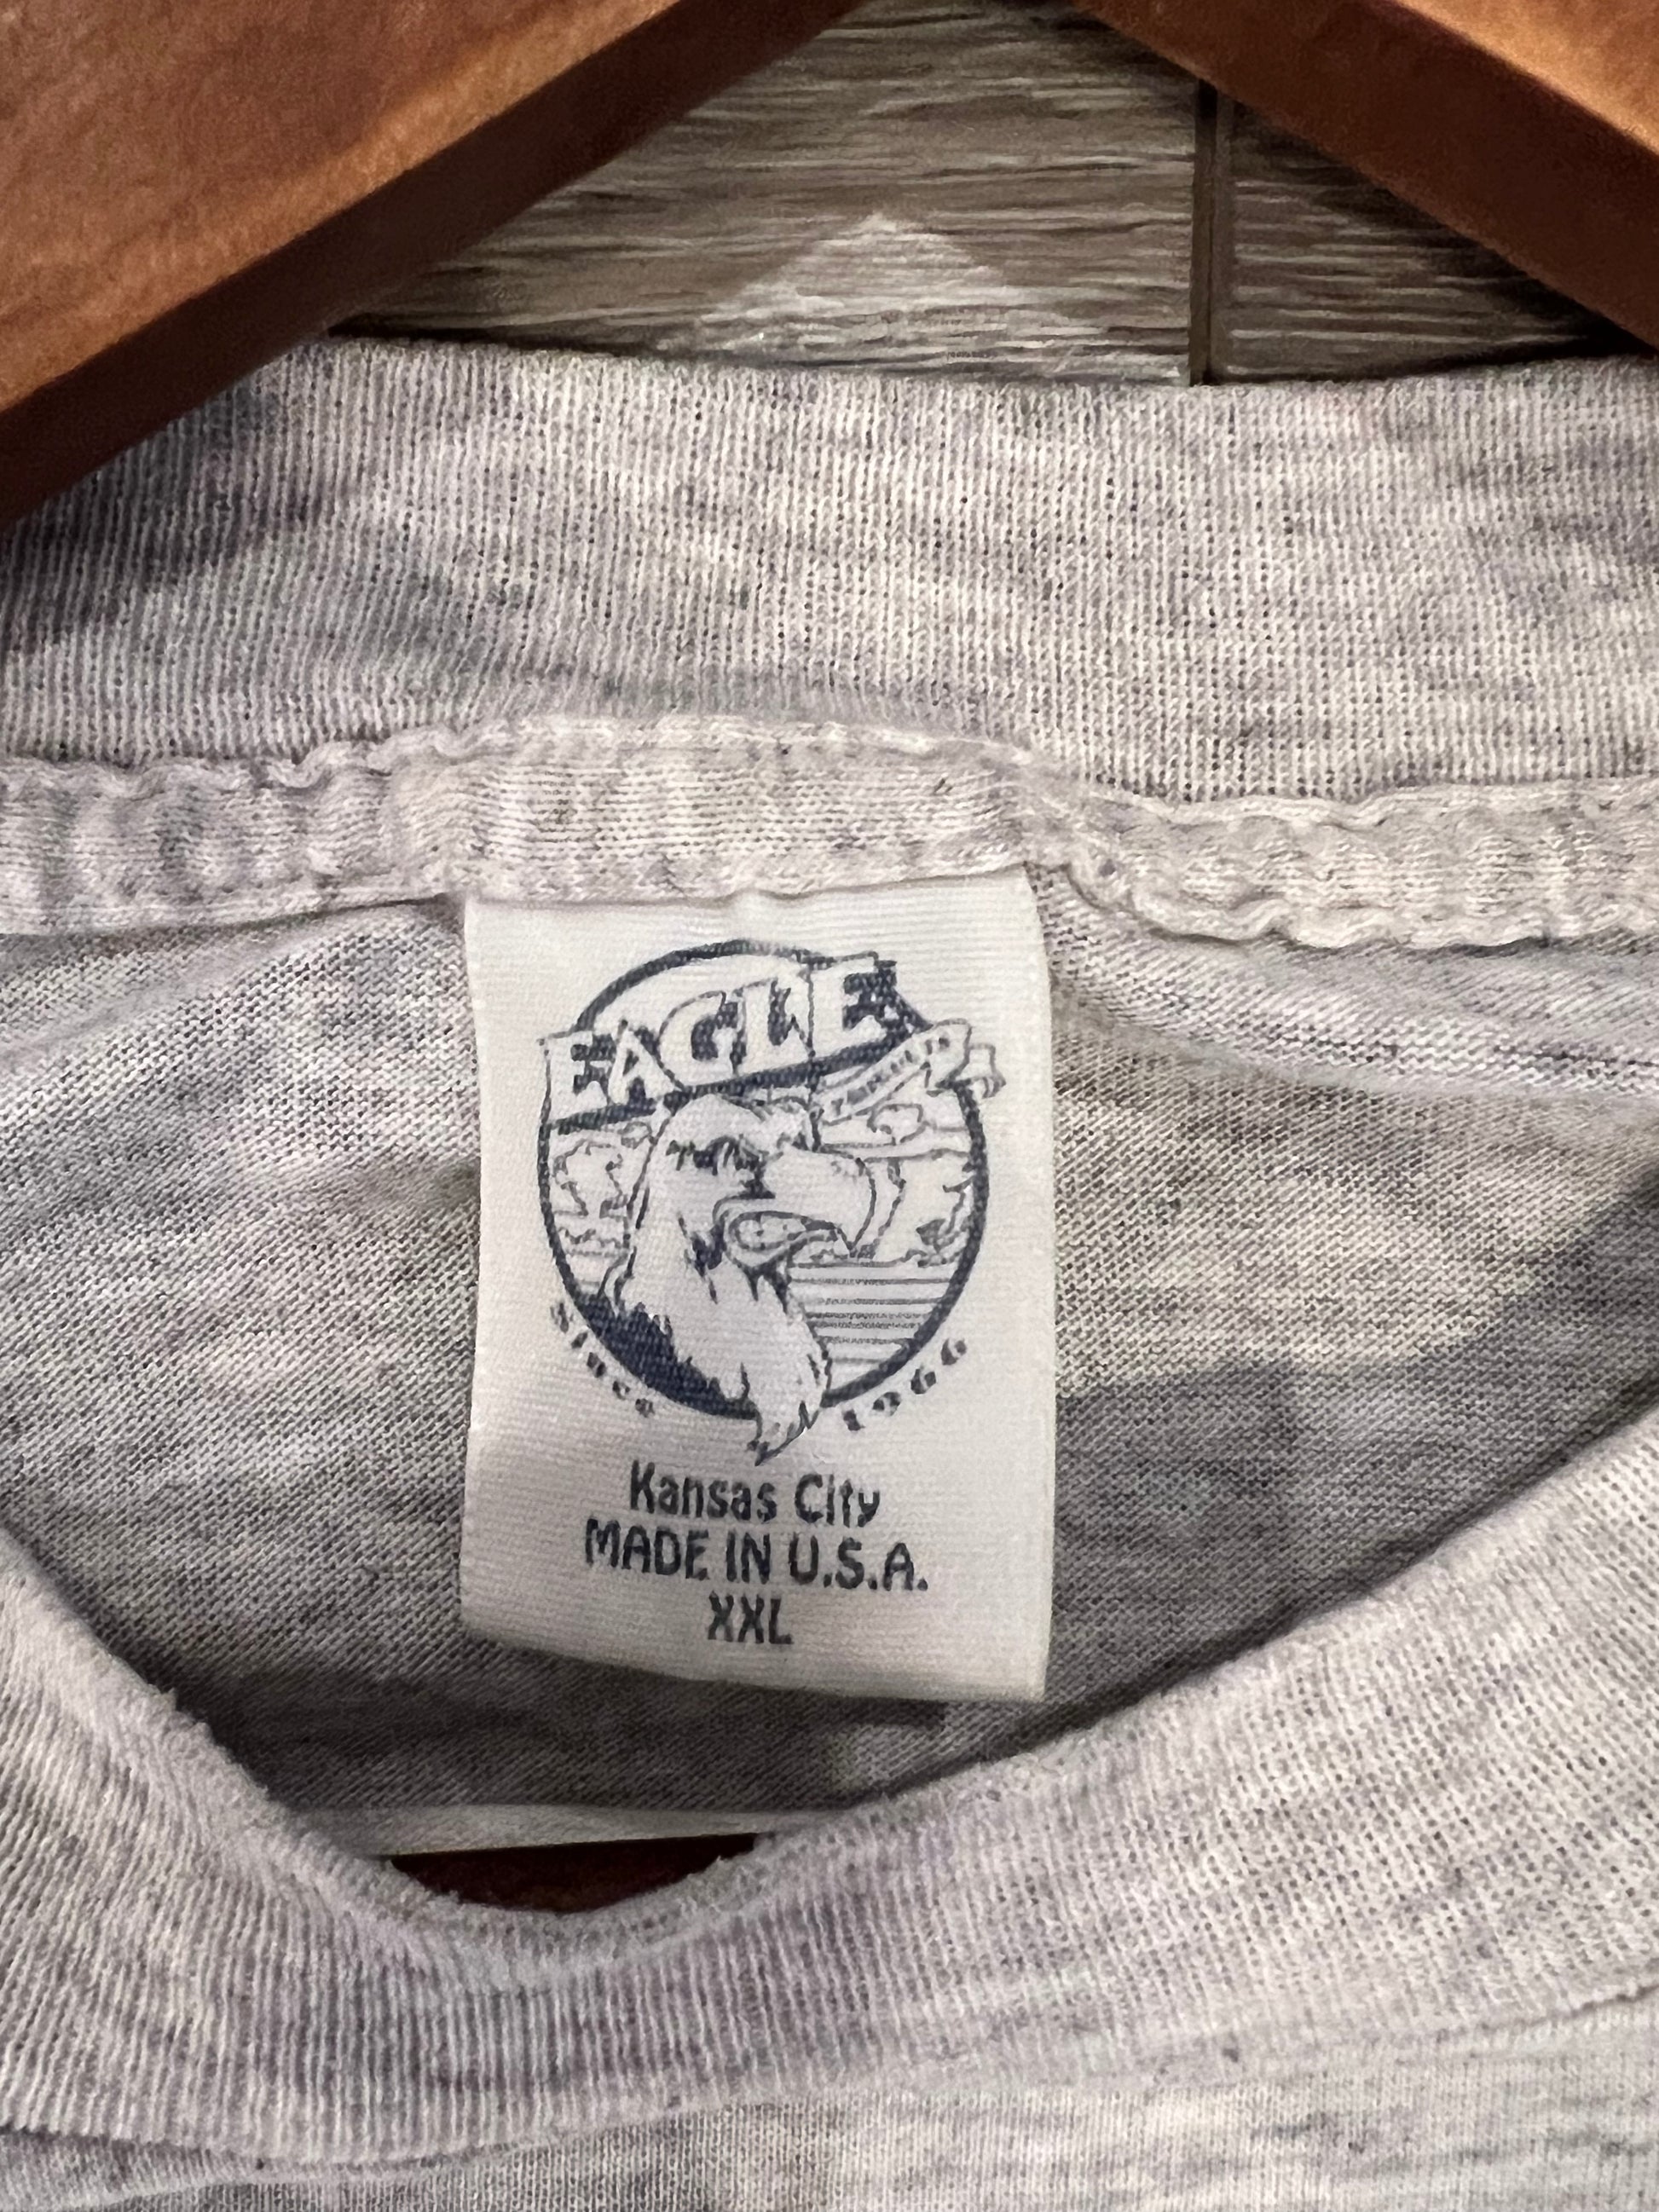 EAGLE
Since 1966
Kansas City
MADE IN U.S.A.
XXL